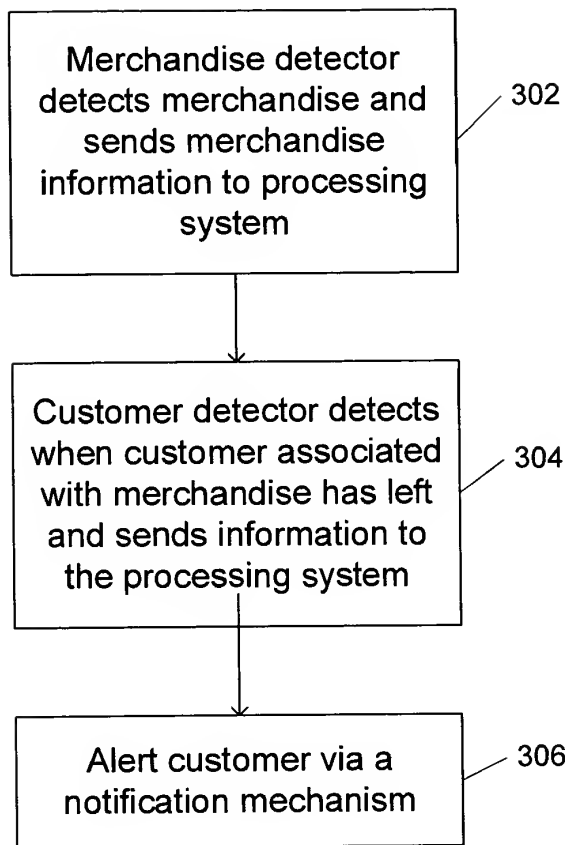 Merchandise detector
detects merchandise and
sends merchandise
information to processing
system
302
Customer detector detects
when customer associated
with merchandise has left
and sends information to
the processing system
304
Alert customer via a
notification mechanism
306